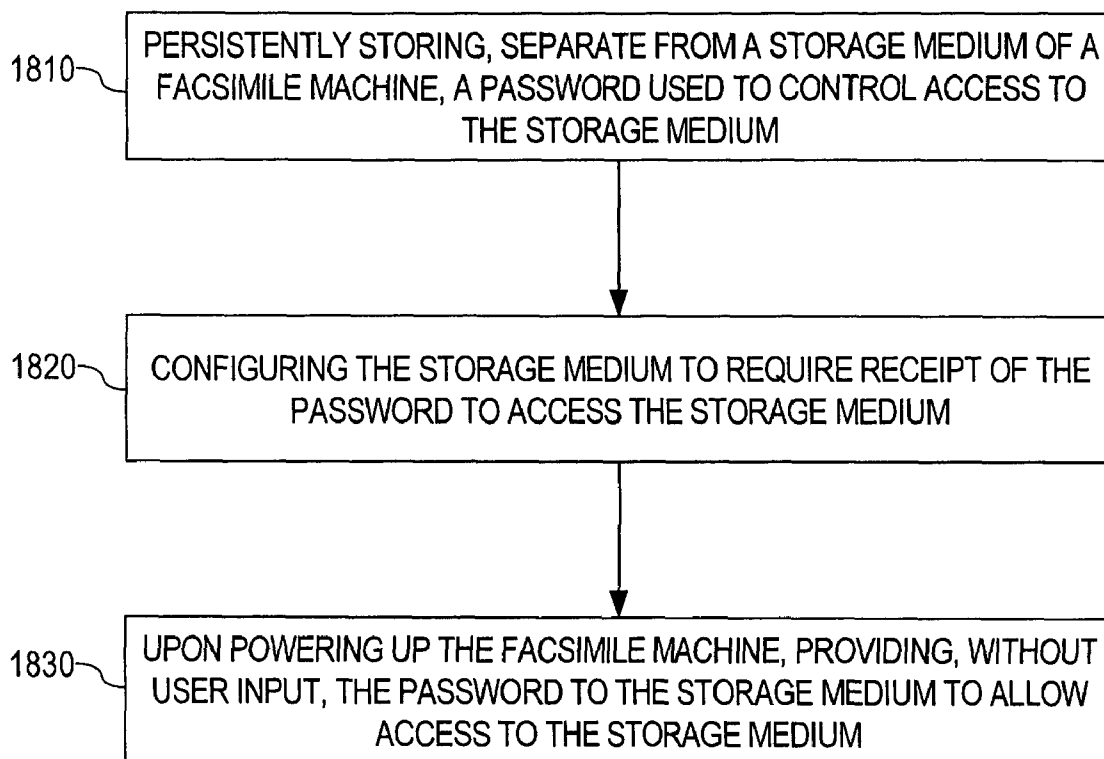 1810
PERSISTENTLY STORING, SEPARATE FROM A STORAGE MEDIUM OF A
FACSIMILE MACHINE, A PASSWORD USED TO CONTROL ACCESS TO
THE STORAGE MEDIUM
1820
CONFIGURING THE STORAGE MEDIUM TO REQUIRE RECEIPT OF THE
PASSWORD TO ACCESS THE STORAGE MEDIUM
1830
UPON POWERING UP THE FACSIMILE MACHINE, PROVIDING, WITHOUT
USER INPUT, THE PASSWORD TO THE STORAGE MEDIUM TO ALLOW
ACCESS TO THE STORAGE MEDIUM